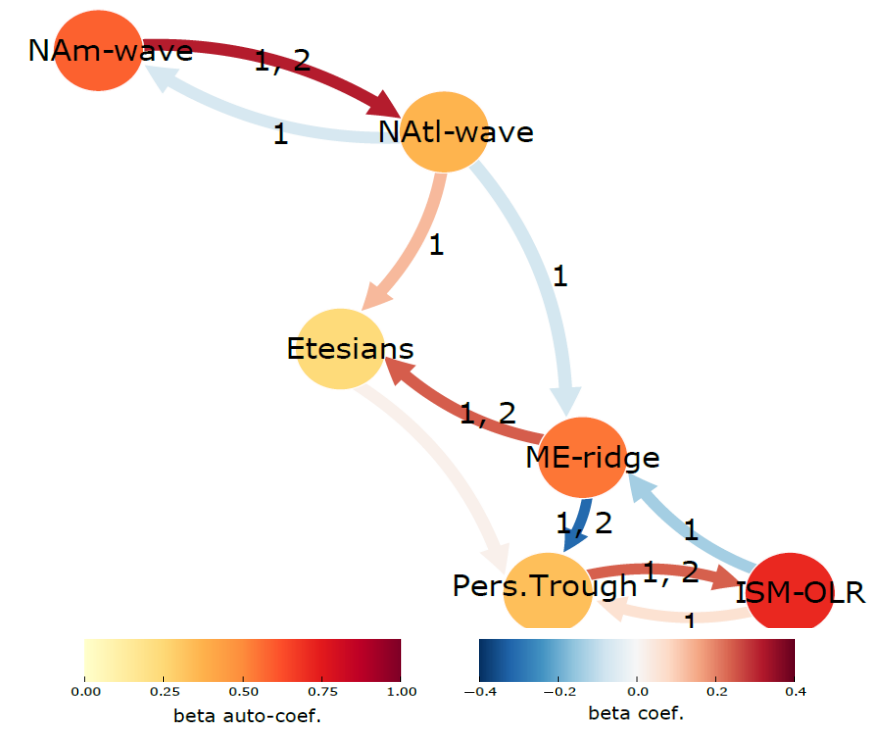 NAm-wave
1, 2
1
NAtl-wave
1
1
Etesians
1, 2
ME-ridge
1, 2
1
Pers.Trough
1, 2
ISM-OLR
1
0.00 0.25 0.50 0.75 1.00
beta auto-coef.
−0.4 −0.2 0.0 0.2 0.4
beta coef.